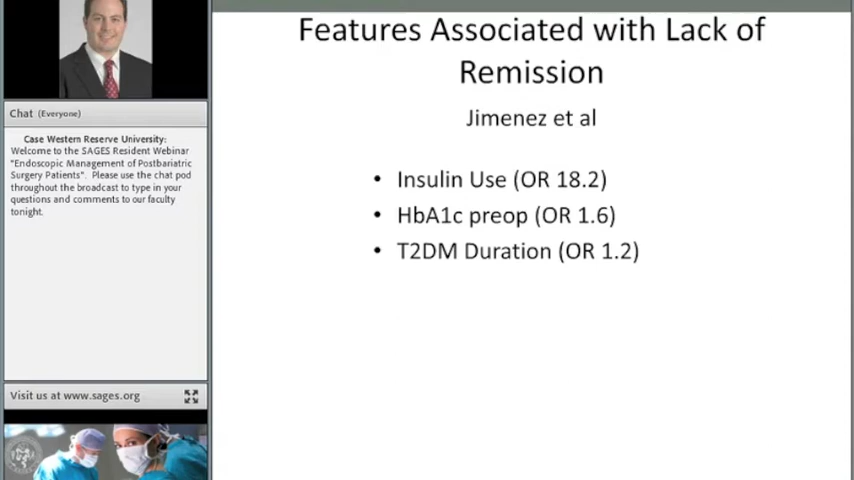 Features Associated with Lack of
Remission
Jimenez et al
• Insulin Use (OR 18.2)
• HbA1c preop (OR 1.6)
• T2DM Duration (OR 1.2)
Chat (Everyone)
Case Western Reserve University:
Welcome to the SAGES Resident Webinar
"Endoscopic Management of Postbariatric
Surgery Patients". Please use the chat pod
throughout the broadcast to type in your
questions and comments to our faculty
tonight.
Visit us at www.sages.org